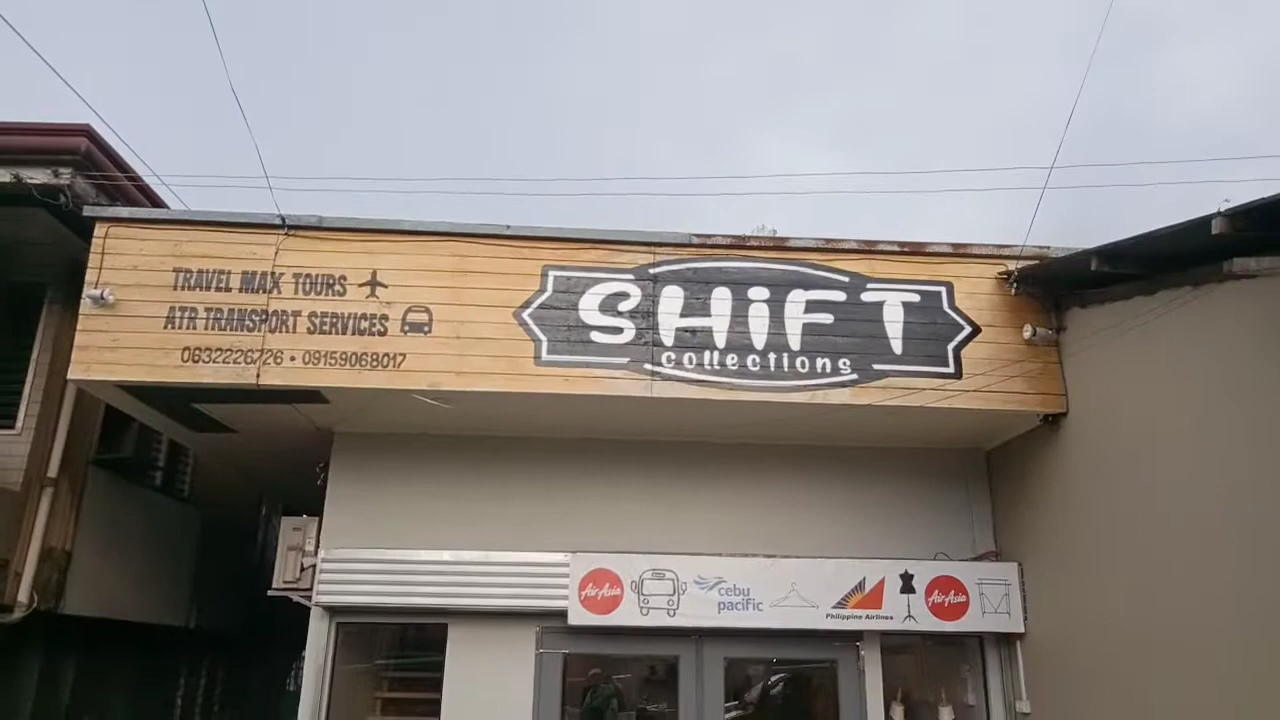 TRAVEL MAX TOURS
ATR TRANSPORT SERVICES
0632226726 • 09159068017
SHiFT
collections
AirAsia
cebu
pacific
Philippine Airlines
AirAsia